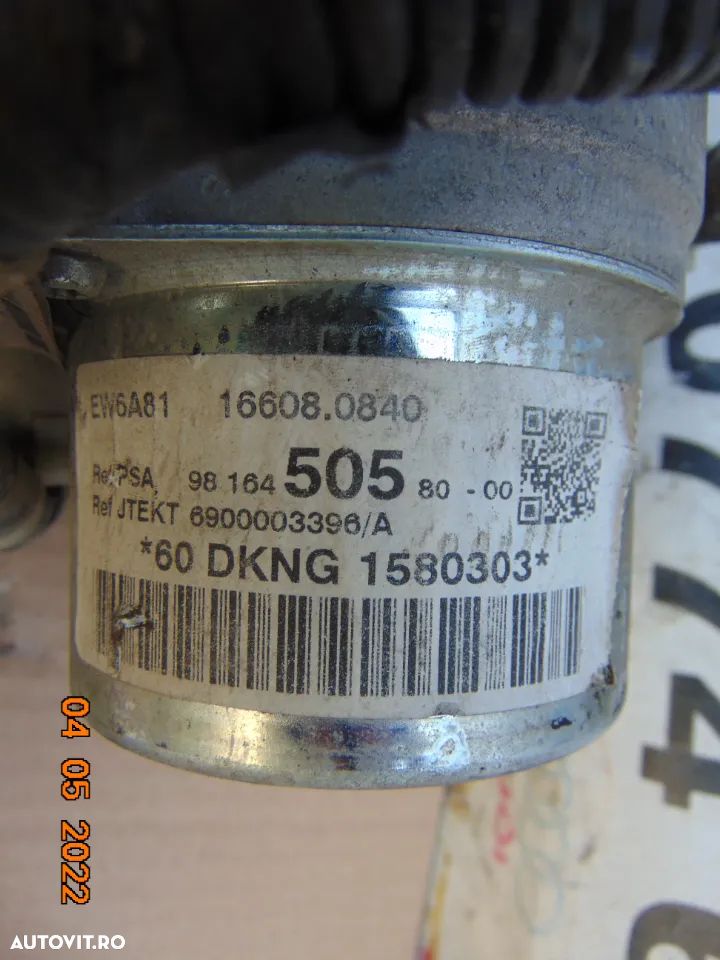 EW6A81 16608.0840
Ref PSA 98 164 505 80 - 00
Ref JTEKT 6900003396/A
*60 DKNG 1580303*
04 05 2022
AUTOVIT.RO